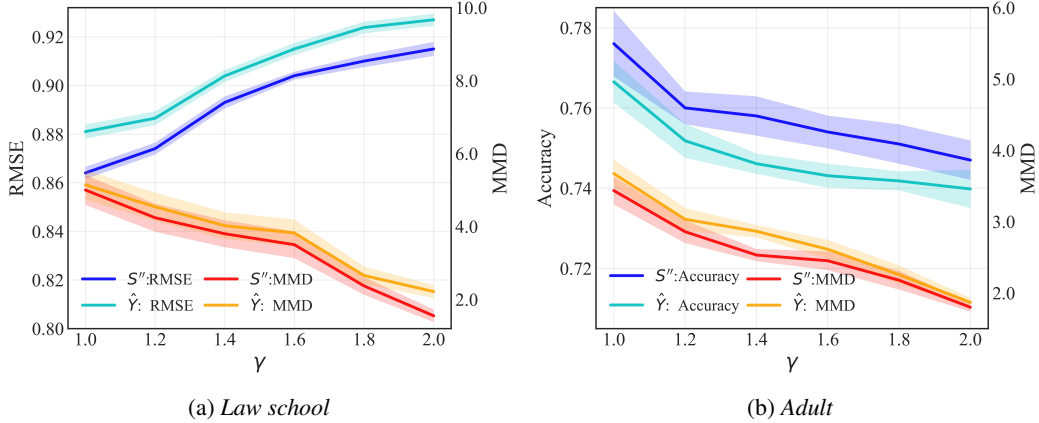 0.92
0.90
0.88
0.86
0.84
0.82
0.80
RMSE
10.0
8.0
6.0
4.0
2.0
MMD
S'':RMSE
S'':MMD
Ŷ: RMSE
Ŷ: MMD
1.0 1.2 1.4 1.6 1.8 2.0
γ
(a) Law school
0.78
0.76
0.74
0.72
Accuracy
6.0
5.0
4.0
3.0
2.0
MMD
S'':Accuracy
S'':MMD
Ŷ: Accuracy
Ŷ: MMD
1.0 1.2 1.4 1.6 1.8 2.0
γ
(b) Adult